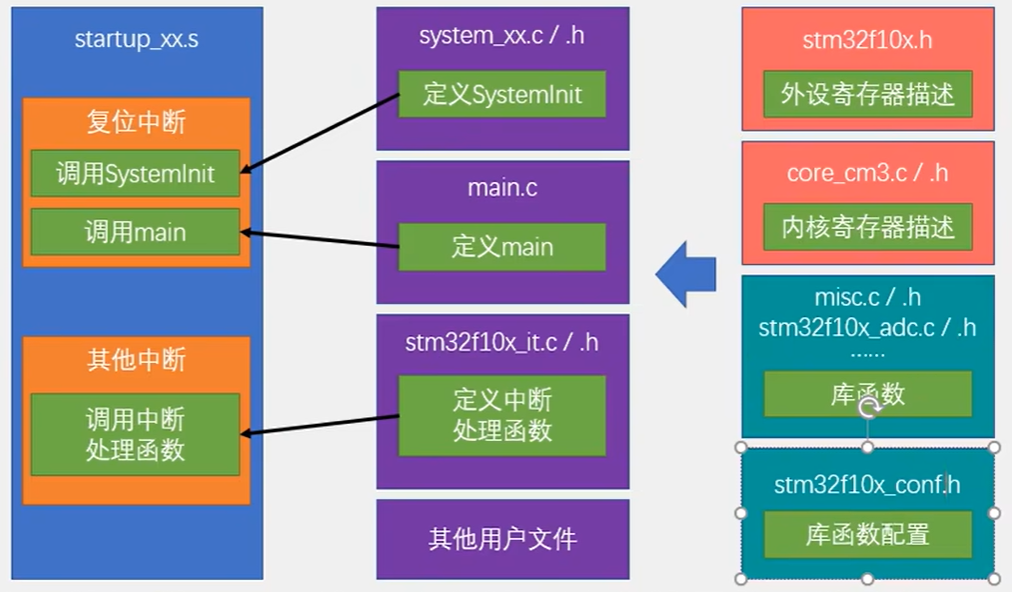 startup_xx.s
复位中断
调用SystemInit
调用main
其他中断
调用中断
处理函数
system_xx.c / .h
定义SystemInit
main.c
定义main
stm32f10x_it.c / .h
定义中断
处理函数
其他用户文件
stm32f10x.h
外设寄存器描述
core_cm3.c / .h
内核寄存器描述
misc.c / .h
stm32f10x_adc.c / .h
……
库函数
stm32f10x_conf.h
库函数配置